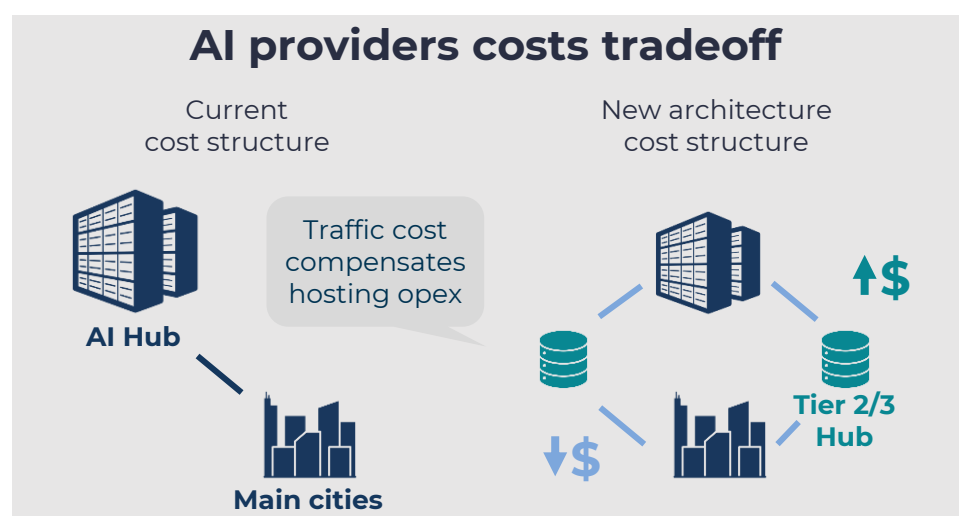 AI providers costs tradeoff
Current
cost structure
New architecture
cost structure
Traffic cost
compensates
hosting opex
$
AI Hub
Tier 2/3
Hub
$
Main cities